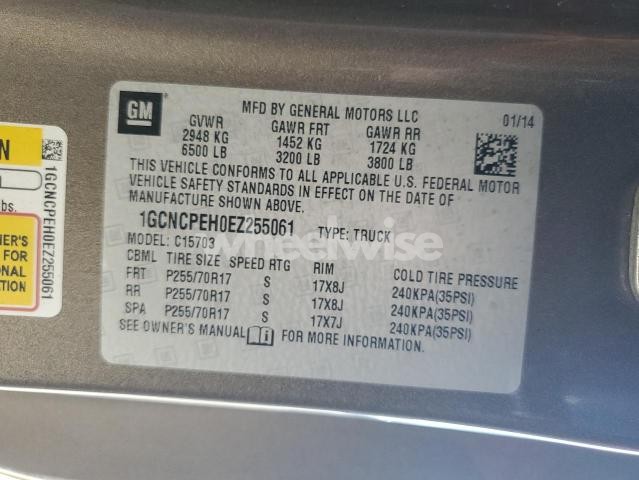 GM
MFD BY GENERAL MOTORS LLC
01/14
GVWR GAWR FRT GAWR RR
2948 KG 1452 KG 1724 KG
6500 LB 3200 LB 3800 LB
THIS VEHICLE CONFORMS TO ALL APPLICABLE U.S. FEDERAL MOTOR
VEHICLE SAFETY STANDARDS IN EFFECT ON THE DATE OF
MANUFACTURE SHOWN ABOVE.
1GCNCPEH0EZ255061 TYPE: TRUCK
MODEL: C15703
CBML TIRE SIZE SPEED RTG RIM COLD TIRE PRESSURE
FRT P255/70R17 S 17X8J 240KPA(35PSI)
RR P255/70R17 S 17X8J 240KPA(35PSI)
SPA P255/70R17 S 17X7J 240KPA(35PSI)
SEE OWNER'S MANUAL FOR MORE INFORMATION.
wheelwise
N
lbs.
NER'S
ONAL
ATION
1GCNCPEH0EZ255061